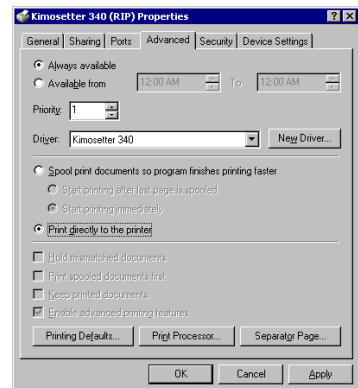 Kimosetter 340 (RIP) Properties
General Sharing Ports Advanced Security Device Settings
Always available
Available from 12:00 AM To 12:00 AM
Priority: 1
Driver: Kimosetter 340 New Driver...
Spool print documents so program finishes printing faster
Start printing after last page is spooled
Start printing immediately
Print directly to the printer
Hold mismatched documents
Print spooled documents first
Keep printed documents
Enable advanced printing features
Printing Defaults... Print Processor... Separator Page...
OK Cancel Apply